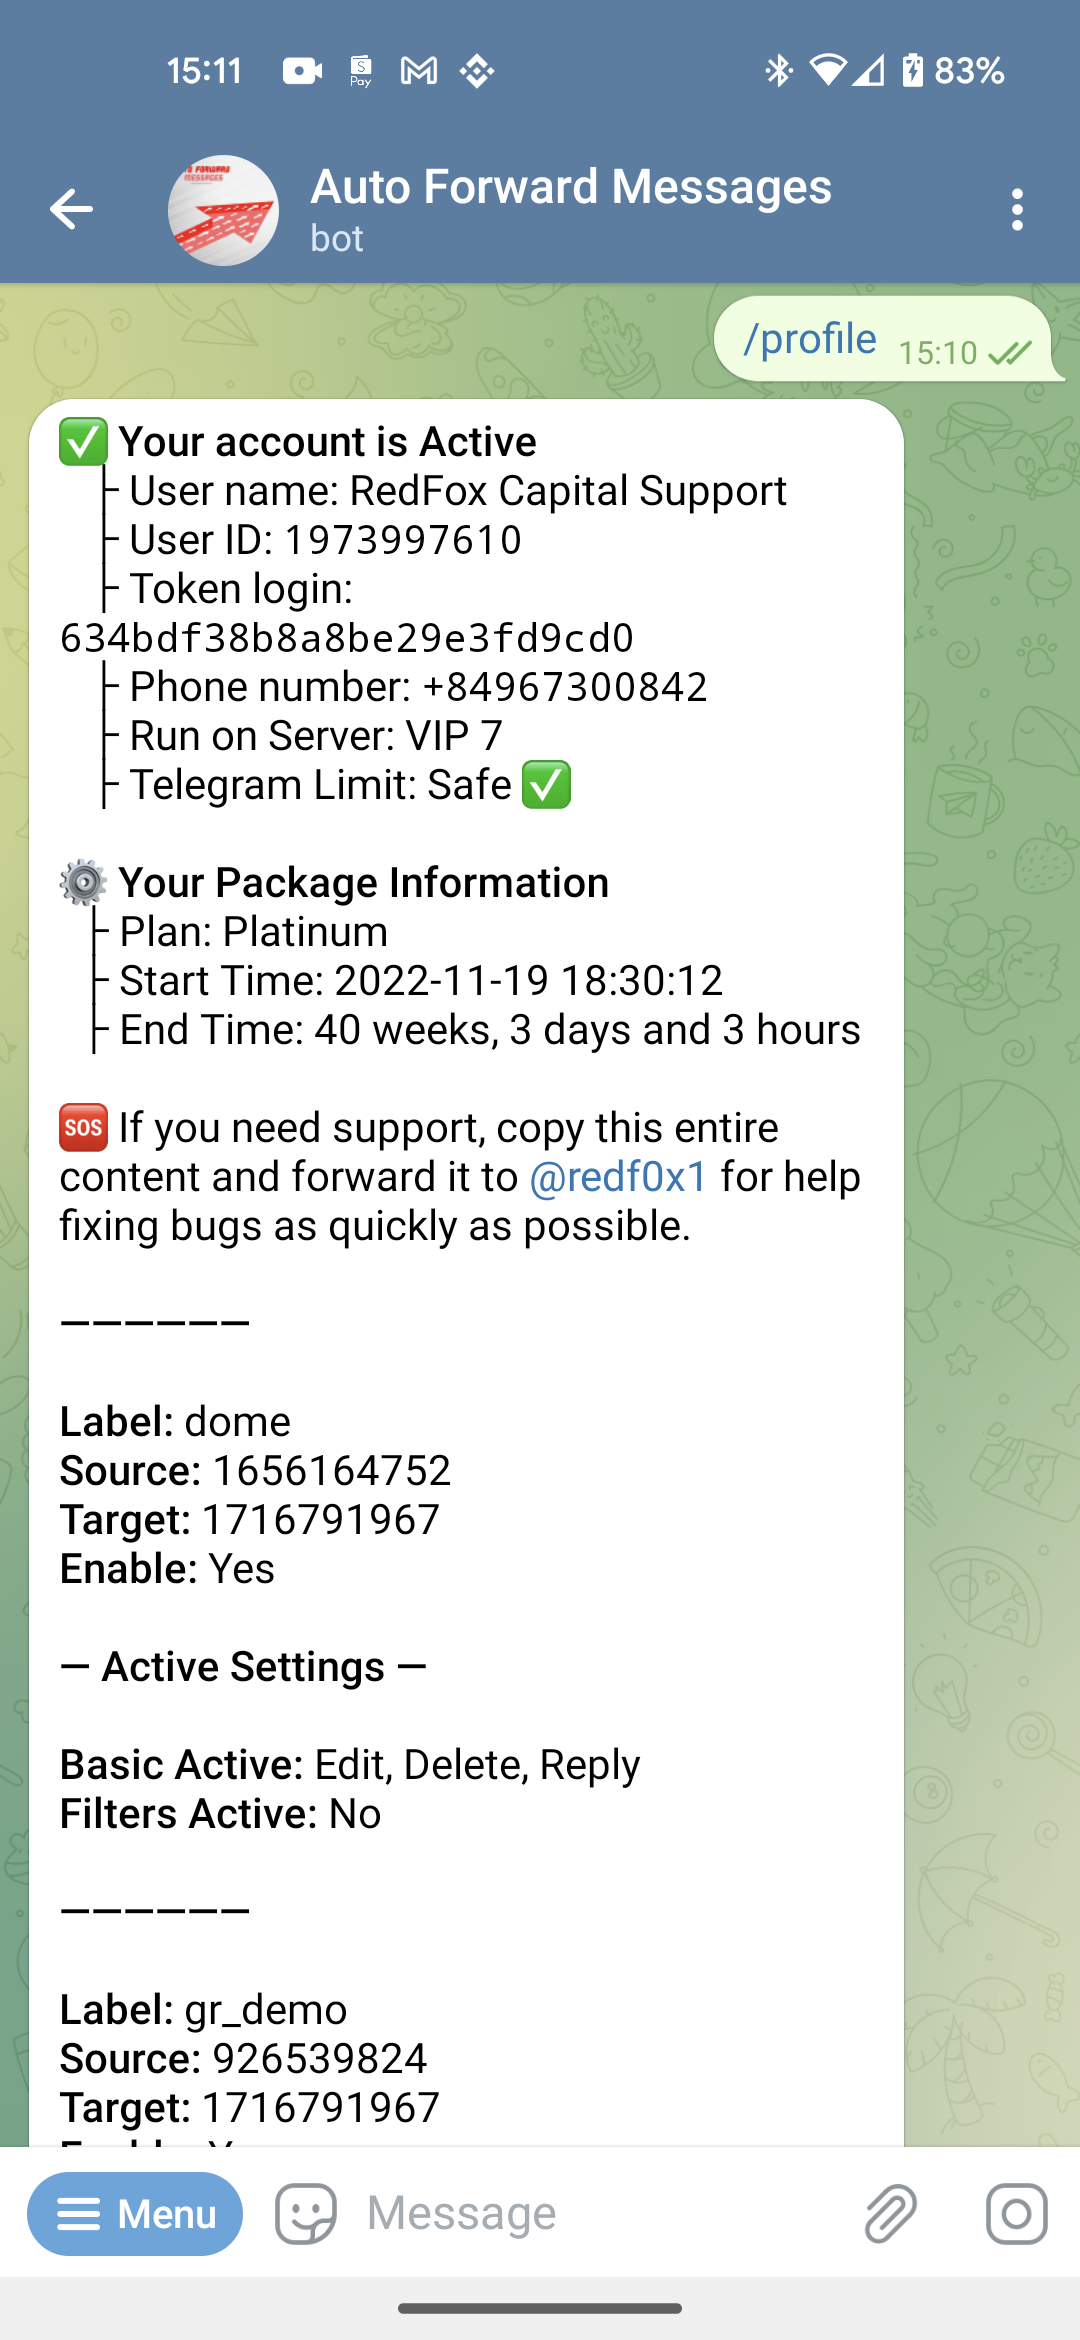 15:11
S
Pay
83%
O FORWARD
MESSAGES
Auto Forward Messages
bot
/profile 15:10
✅ Your account is Active
├ User name: RedFox Capital Support
├ User ID: 1973997610
├ Token login:
634bdf38b8a8be29e3fd9cd0
├ Phone number: +84967300842
├ Run on Server: VIP 7
├ Telegram Limit: Safe ✅
⚙ Your Package Information
├ Plan: Platinum
├ Start Time: 2022-11-19 18:30:12
├ End Time: 40 weeks, 3 days and 3 hours
🆘 If you need support, copy this entire
content and forward it to @redf0x1 for help
fixing bugs as quickly as possible.
——————
Label: dome
Source: 1656164752
Target: 1716791967
Enable: Yes
— Active Settings —
Basic Active: Edit, Delete, Reply
Filters Active: No
——————
Label: gr_demo
Source: 926539824
Target: 1716791967
Menu
Message